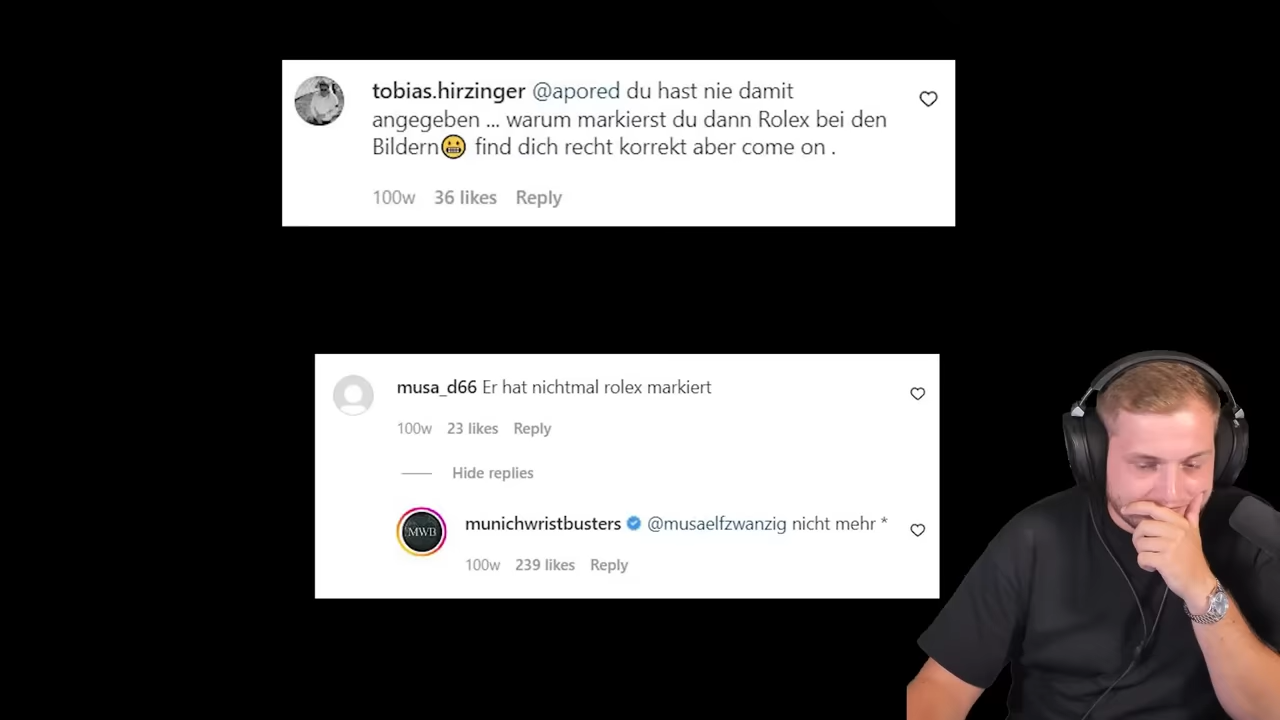 tobias.hirzinger @apored du hast nie damit
angegeben ... warum markierst du dann Rolex bei den
Bildern😬 find dich recht korrekt aber come on .
100w 36 likes Reply
musa_d66 Er hat nichtmal rolex markiert
100w 23 likes Reply
Hide replies
MWB
munichwristbusters @musaelfzwanzig nicht mehr *
100w 239 likes Reply